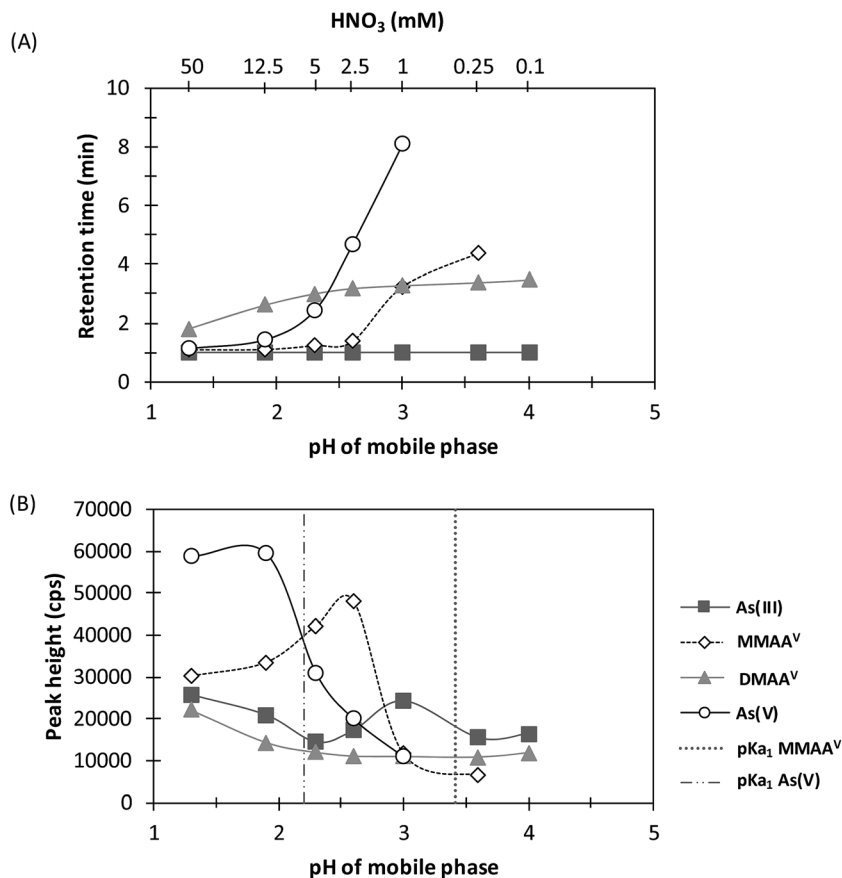 (A)
HNO₃ (mM)
50 12.5 5 2.5 1 0.25 0.1
10
8
6
4
2
0
Retention time (min)
1 2 3 4 5
pH of mobile phase
(B)
70000
60000
50000
40000
30000
20000
10000
0
Peak height (cps)
1 2 3 4 5
pH of mobile phase
As(III)
MMAAⱽ
DMAAⱽ
As(V)
pKa₁ MMAAⱽ
pKa₁ As(V)